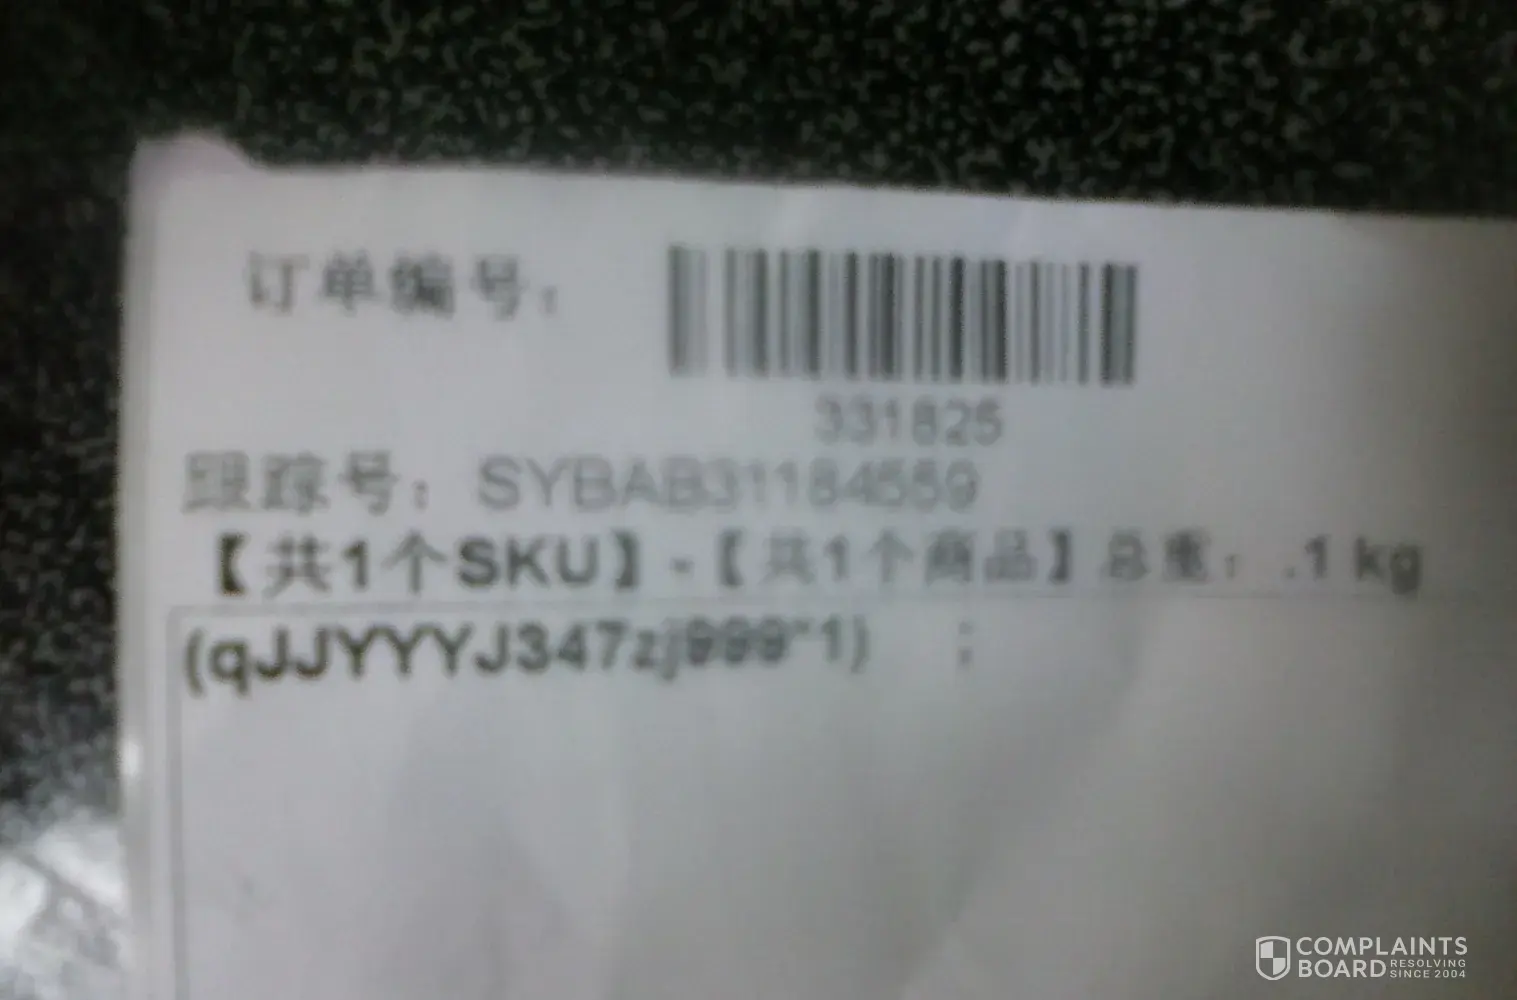 订单编号：
331825
跟踪号：SYBAB31184559
【共1个SKU】-【共1个商品】总重：.1 kg
(qJJYYYJ347zj999*1)　；
COMPLAINTS
BOARD RESOLVING
SINCE 2004